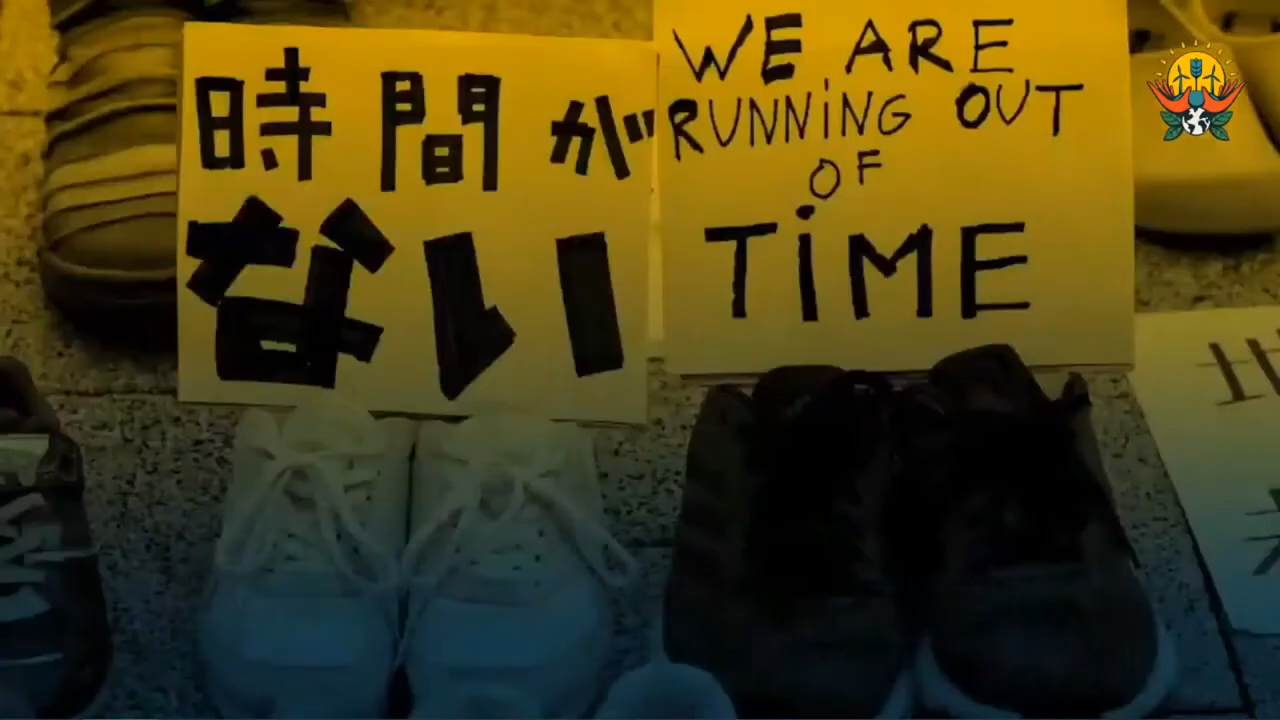 時間が
ない
WE ARE
RUNNING OUT
OF
TIME